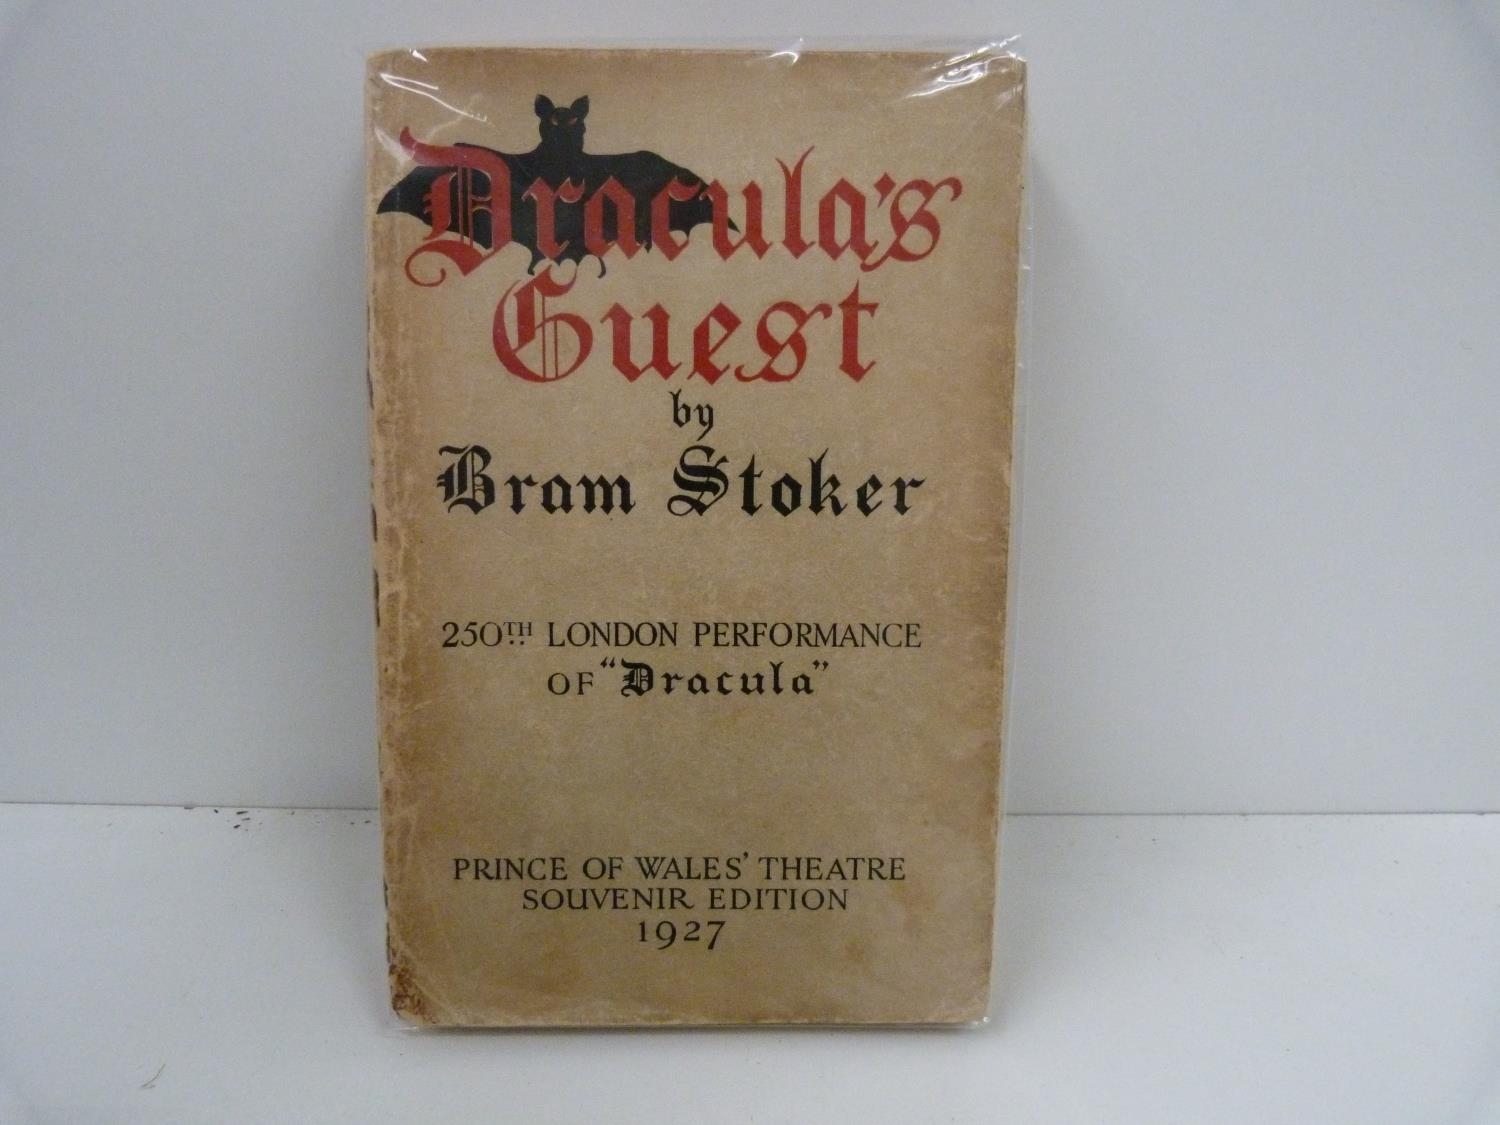 Dracula's
Guest
by
Bram Stoker
250TH LONDON PERFORMANCE
OF "Dracula"
PRINCE OF WALES' THEATRE
SOUVENIR EDITION
1927